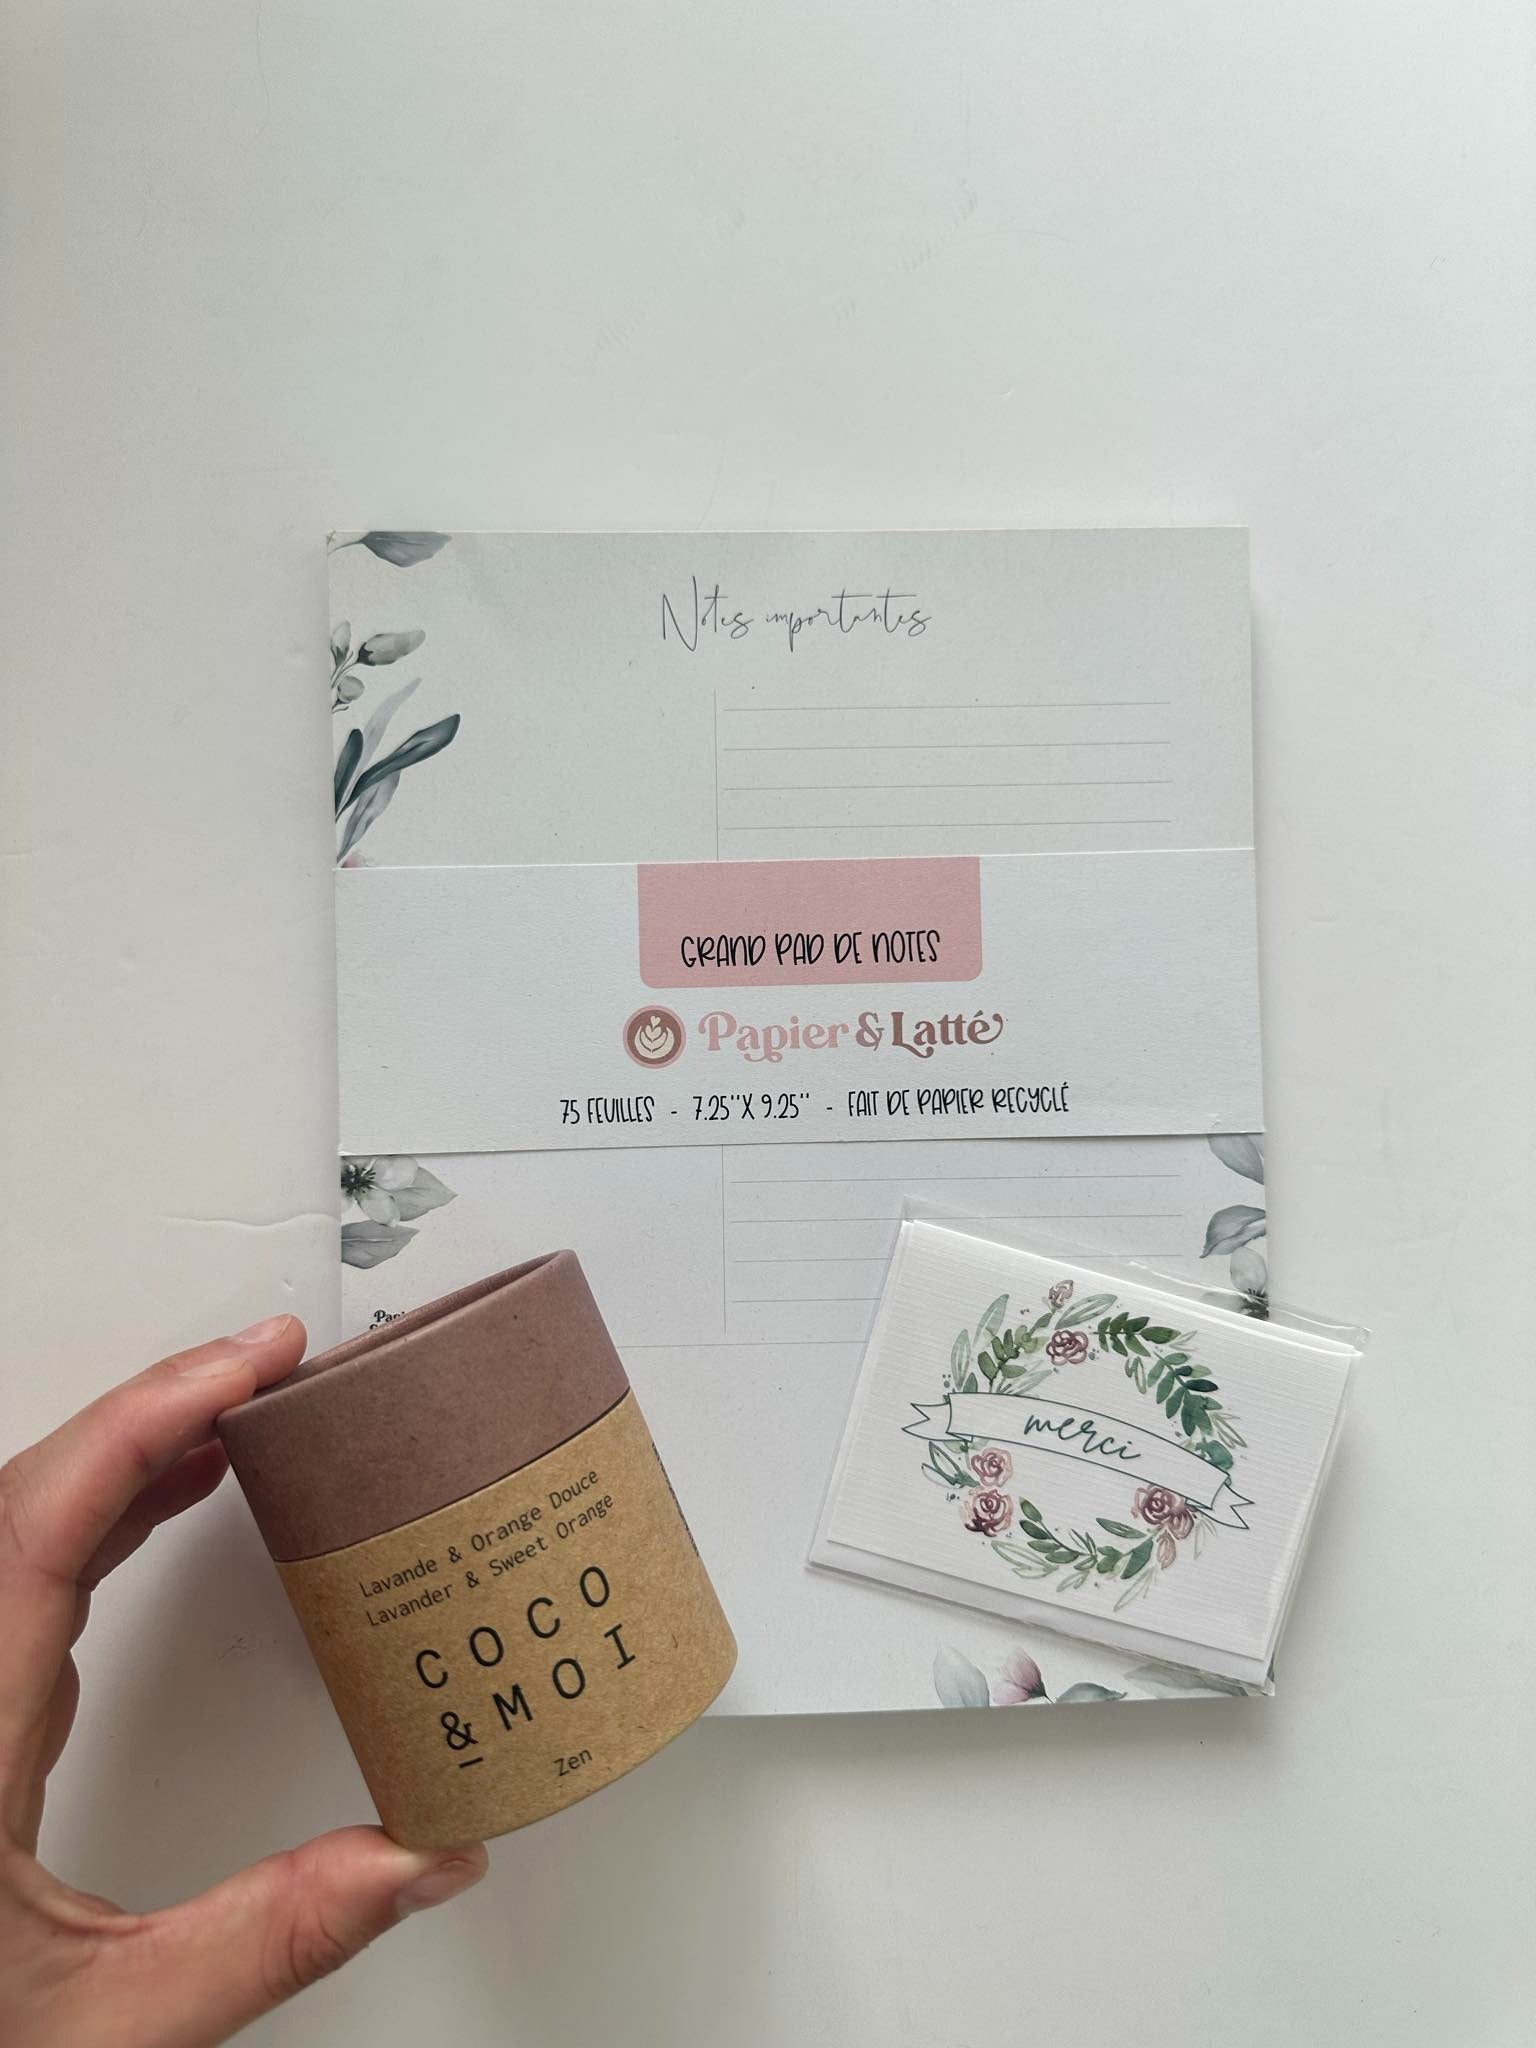 Notes importantes
GRAND PAD DE NOTES
Papier & Latté
75 FEUILLES - 7.25"X 9.25" - FAIT DE PAPIER RECYCLÉ
merci
Lavande & Orange Douce
Lavander & Sweet Orange
COCO
& MOI
Zen